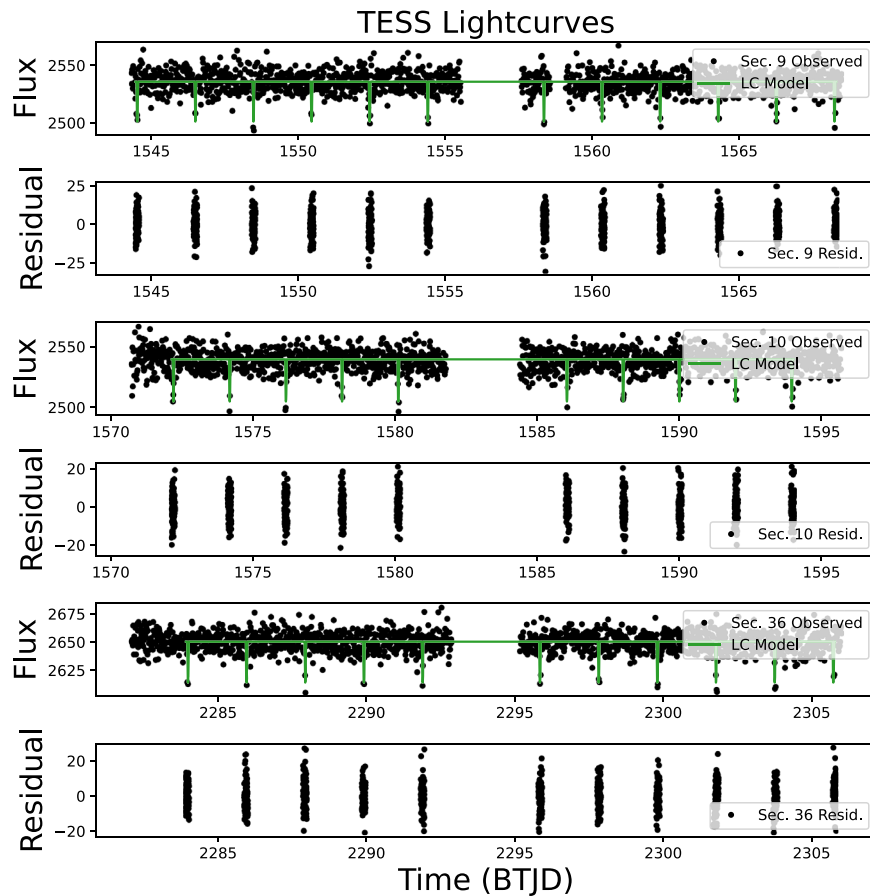 TESS Lightcurves
Flux
2550
2500
Sec. 9 Observed
LC Model
1545 1550 1555 1560 1565
Residual
25
0
−25
Sec. 9 Resid.
1545 1550 1555 1560 1565
Flux
2550
2500
Sec. 10 Observed
LC Model
1570 1575 1580 1585 1590 1595
Residual
20
0
−20
Sec. 10 Resid.
1570 1575 1580 1585 1590 1595
Flux
2675
2650
2625
Sec. 36 Observed
LC Model
2285 2290 2295 2300 2305
Residual
20
0
−20
Sec. 36 Resid.
2285 2290 2295 2300 2305
Time (BTJD)